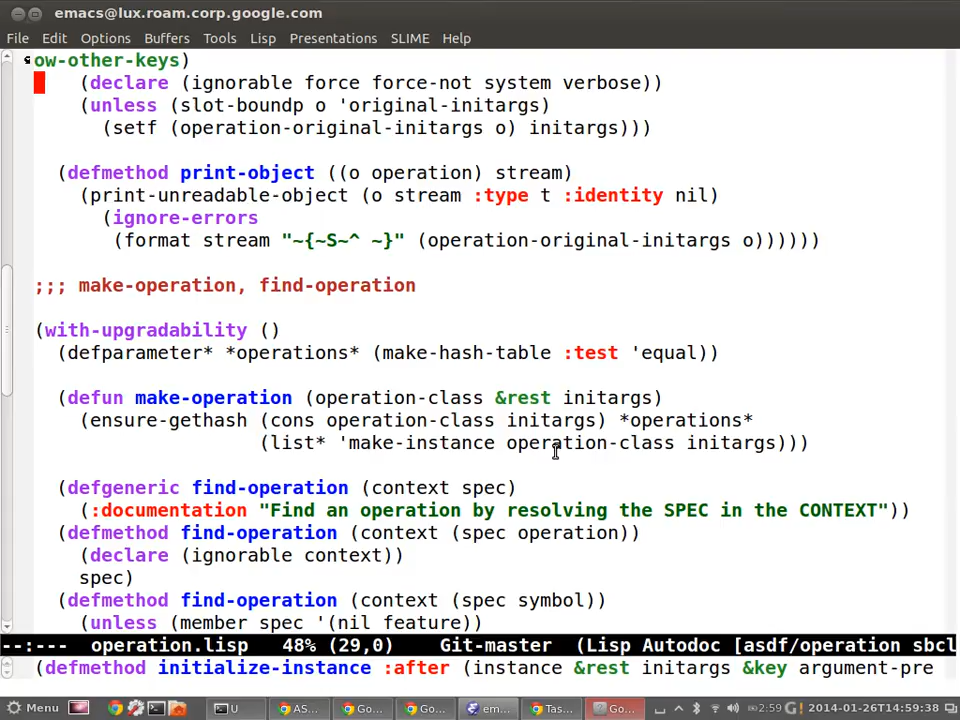 emacs@lux.roam.corp.google.com
File Edit Options Buffers Tools Lisp Presentations SLIME Help
ow-other-keys)
(declare (ignorable force force-not system verbose))
(unless (slot-boundp o 'original-initargs)
(setf (operation-original-initargs o) initargs)))
(defmethod print-object ((o operation) stream)
(print-unreadable-object (o stream :type t :identity nil)
(ignore-errors
(format stream "~{~S~^ ~}" (operation-original-initargs o))))))
;;; make-operation, find-operation
(with-upgradability ()
(defparameter* *operations* (make-hash-table :test 'equal))
(defun make-operation (operation-class &rest initargs)
(ensure-gethash (cons operation-class initargs) *operations*
(list* 'make-instance operation-class initargs)))
(defgeneric find-operation (context spec)
(:documentation "Find an operation by resolving the SPEC in the CONTEXT"))
(defmethod find-operation (context (spec operation))
(declare (ignorable context))
spec)
(defmethod find-operation (context (spec symbol))
(unless (member spec '(nil feature))
--:--- operation.lisp 48% (29,0) Git-master (Lisp Autodoc [asdf/operation sbcl
(defmethod initialize-instance :after (instance &rest initargs &key argument-pre
Menu U AS... Go... Go... em... Tas... Go... 2:59 2014-01-26T14:59:38